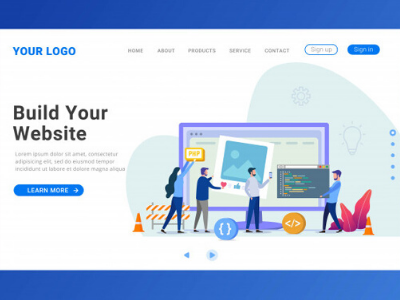 YOUR LOGO
HOME ABOUT PRODUCTS SERVICE CONTACT Sign up Sign in
Build Your
Website
Lorem ipsum dolor sit amet, consectetur
adipiscing elit, sed do eiusmod tempor
incididunt ut labore et dolore magna aliqua
LEARN MORE
PHP
{ }
</>